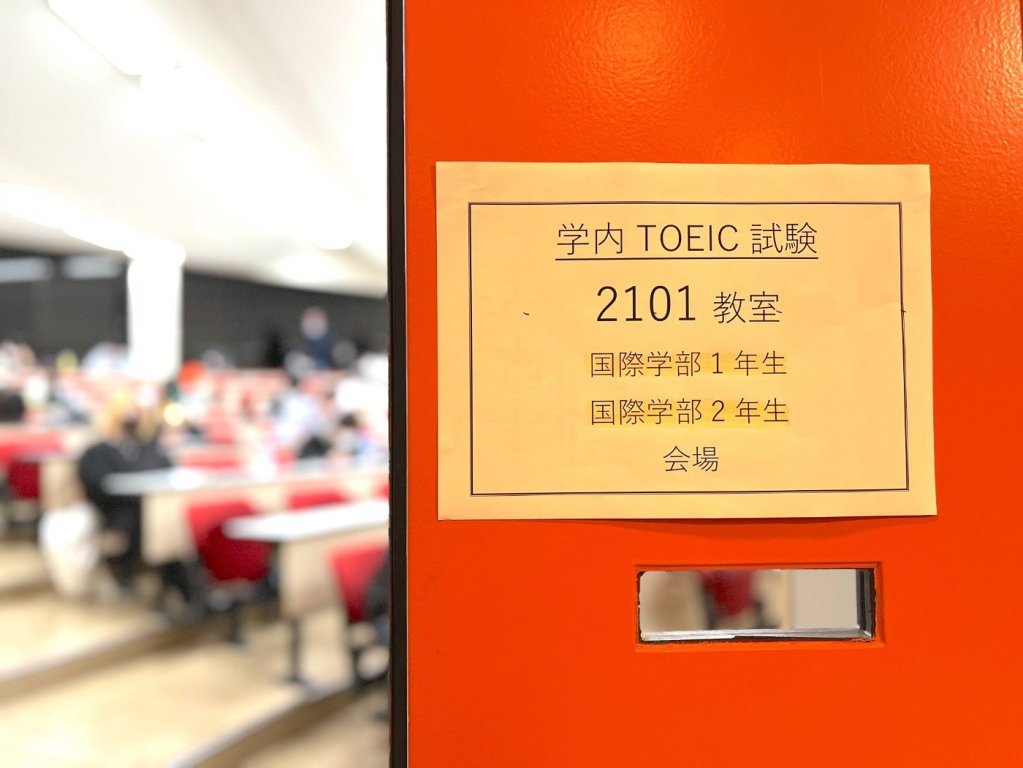 学内 TOEIC 試験
2101 教室
国際学部 1 年生
国際学部 2 年生
会場